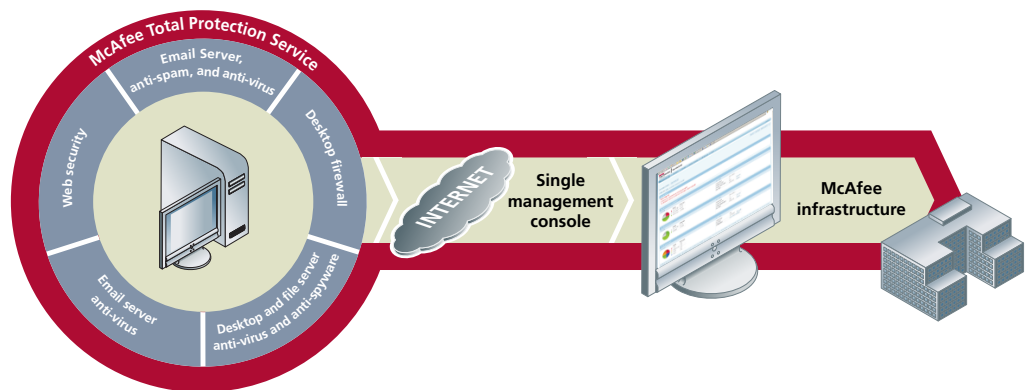 McAfee Total Protection Service
Email Server,
anti-spam, and anti-virus
Desktop firewall
Desktop and file server
anti-virus and anti-spyware
Email server
anti-virus
Web security
INTERNET
Single
management
console
McAfee
infrastructure